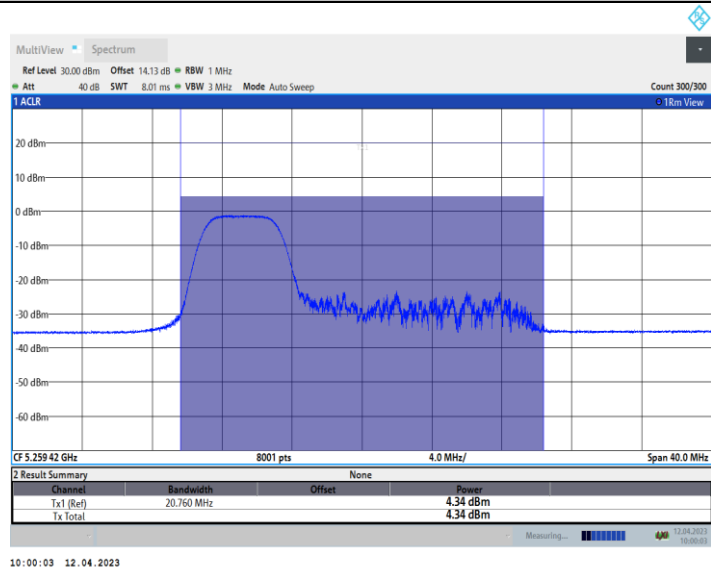 MultiView Spectrum
Ref Level 30.00 dBm Offset 14.13 dB RBW 1 MHz
Att 40 dB SWT 8.01 ms VBW 3 MHz Mode Auto Sweep Count 300/300
1 ACLR 1Rm View
20 dBm
10 dBm
0 dBm
-10 dBm
-20 dBm
-30 dBm
-40 dBm
-50 dBm
-60 dBm
CF 5.259 42 GHz 8001 pts 4.0 MHz/ Span 40.0 MHz
2 Result Summary None
Channel Bandwidth Offset Power
Tx1 (Ref) 20.760 MHz 4.34 dBm
Tx Total 4.34 dBm
Measuring... 12.04.2023
10:00:03
10:00:03 12.04.2023